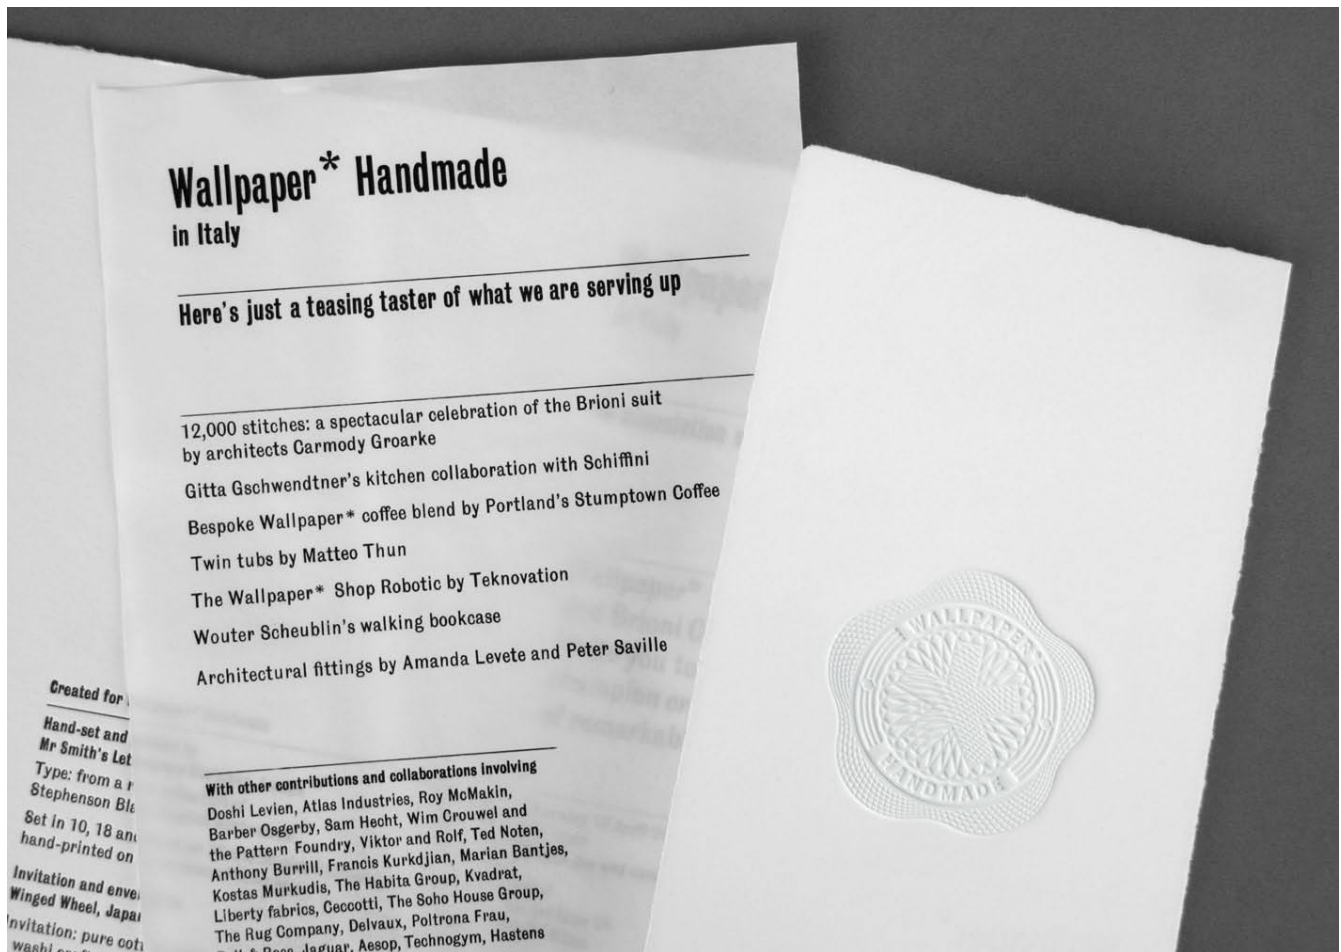 Wallpaper* Handmade
in Italy
Here's just a teasing taster of what we are serving up
12,000 stitches: a spectacular celebration of the Brioni suit
by architects Carmody Groarke
Gitta Gschwendtner's kitchen collaboration with Schiffini
Bespoke Wallpaper* coffee blend by Portland's Stumptown Coffee
Twin tubs by Matteo Thun
The Wallpaper* Shop Robotic by Teknovation
Wouter Scheublin's walking bookcase
Architectural fittings by Amanda Levete and Peter Saville
With other contributions and collaborations involving
Doshi Levien, Atlas Industries, Roy McMakin,
Barber Osgerby, Sam Hecht, Wim Crouwel and
the Pattern Foundry, Viktor and Rolf, Ted Noten,
Anthony Burrill, Francis Kurkdjian, Marian Bantjes,
Kostas Murkudis, The Habita Group, Kvadrat,
Liberty fabrics, Ceccotti, The Soho House Group,
The Rug Company, Delvaux, Poltrona Frau,
Jaguar, Aesop, Technogym, Hastens
Created for
Hand-set and
Mr Smith's Let
Type: from a
Stephenson
Set in 10, 18 and
hand-printed on
Invitation and
Winged Wheel,
Invitation: pure
washi
WALLPAPER*
HANDMADE